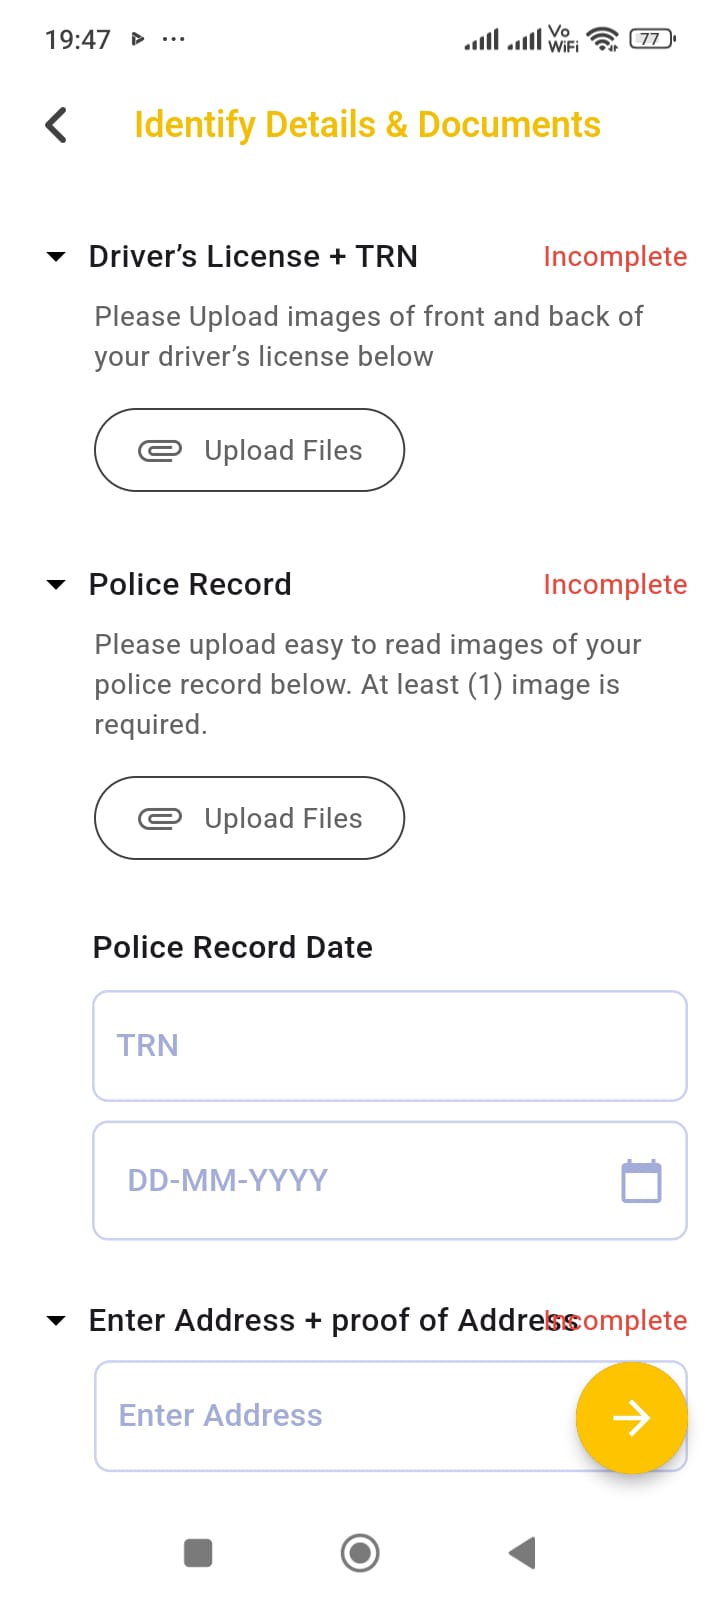 19:47
Vo
WiFi
77
Identify Details & Documents
Driver’s License + TRN
Incomplete
Please Upload images of front and back of
your driver’s license below
Upload Files
Police Record
Incomplete
Please upload easy to read images of your
police record below. At least (1) image is
required.
Upload Files
Police Record Date
TRN
DD-MM-YYYY
Enter Address + proof of Address
Incomplete
Enter Address